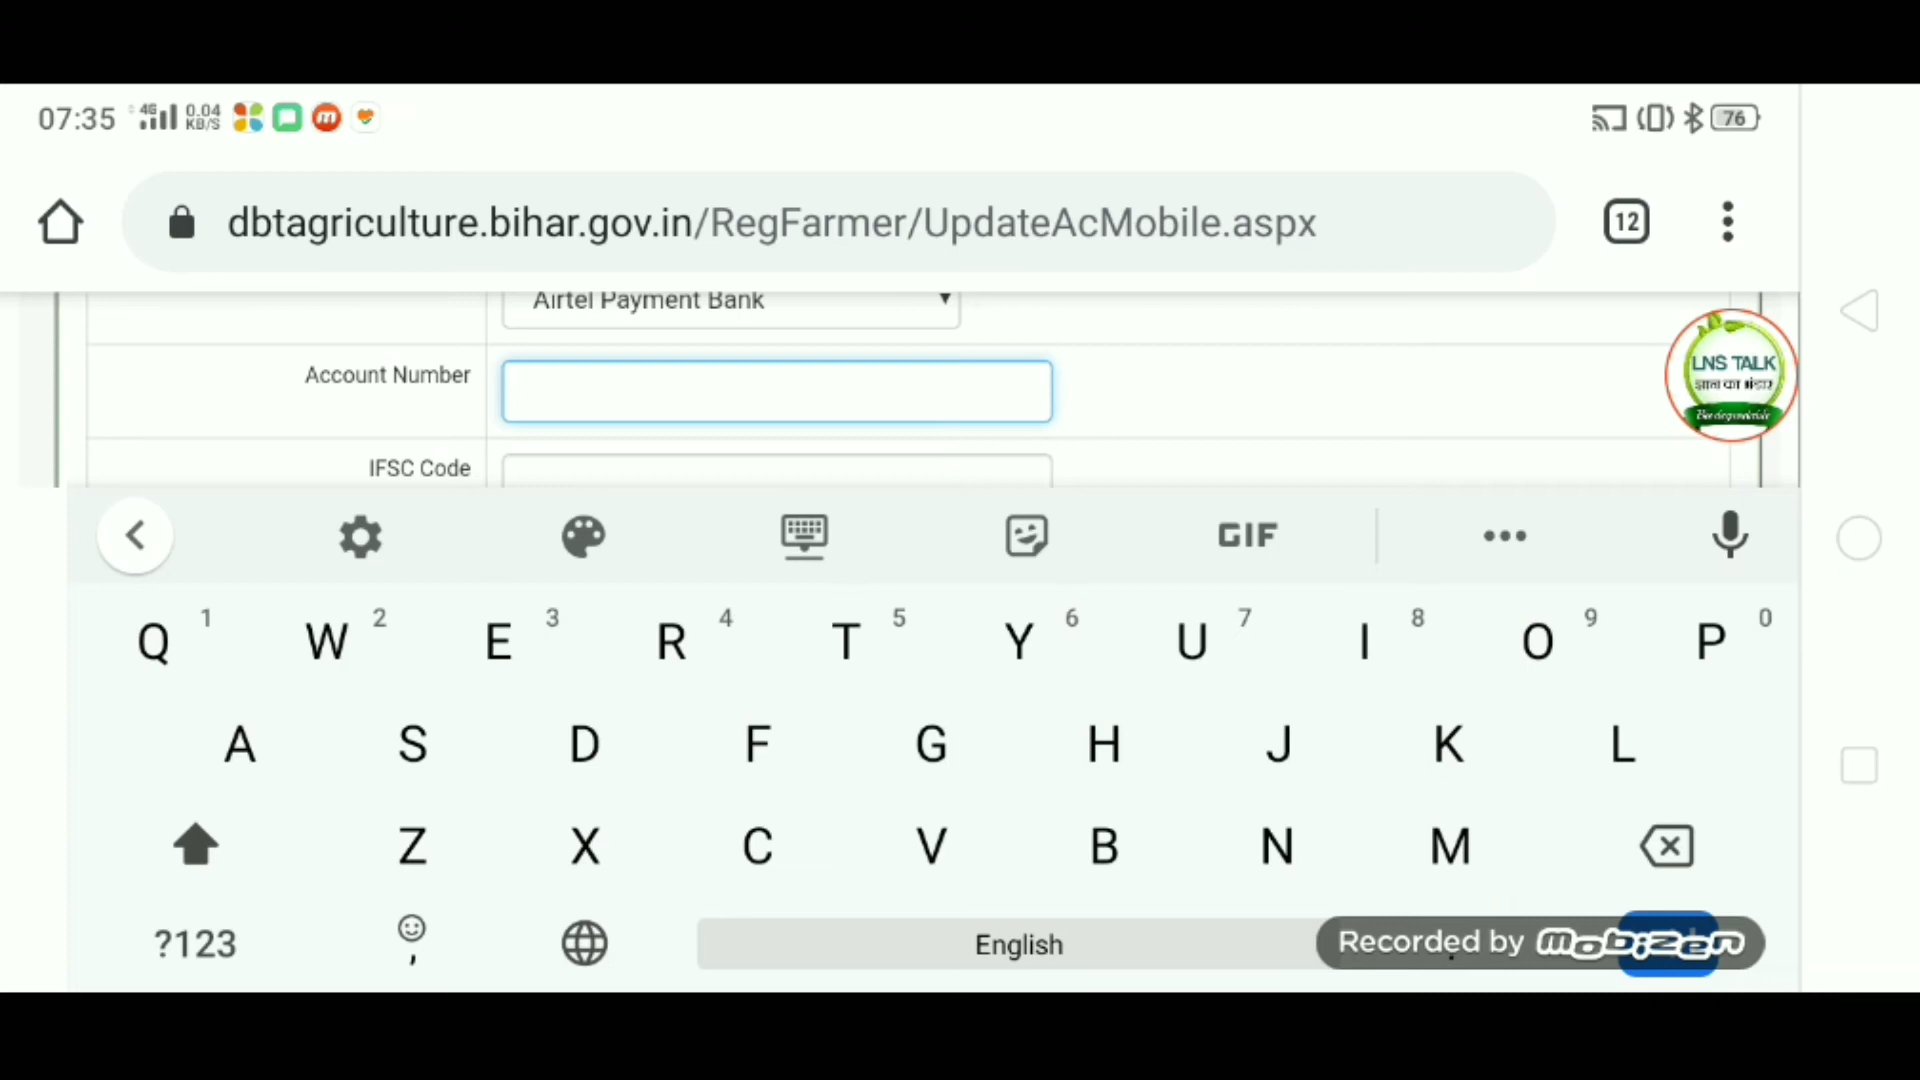 07:35 4G 0.04 KB/S 76
dbtagriculture.bihar.gov.in/RegFarmer/UpdateAcMobile.aspx 12
Airtel Payment Bank
Account Number
LNS TALK
IFSC Code
GIF
Q 1 W 2 E 3 R 4 T 5 Y 6 U 7 I 8 O 9 P 0
A S D F G H J K L
Z X C V B N M
?123 , English .
Recorded by mobizen